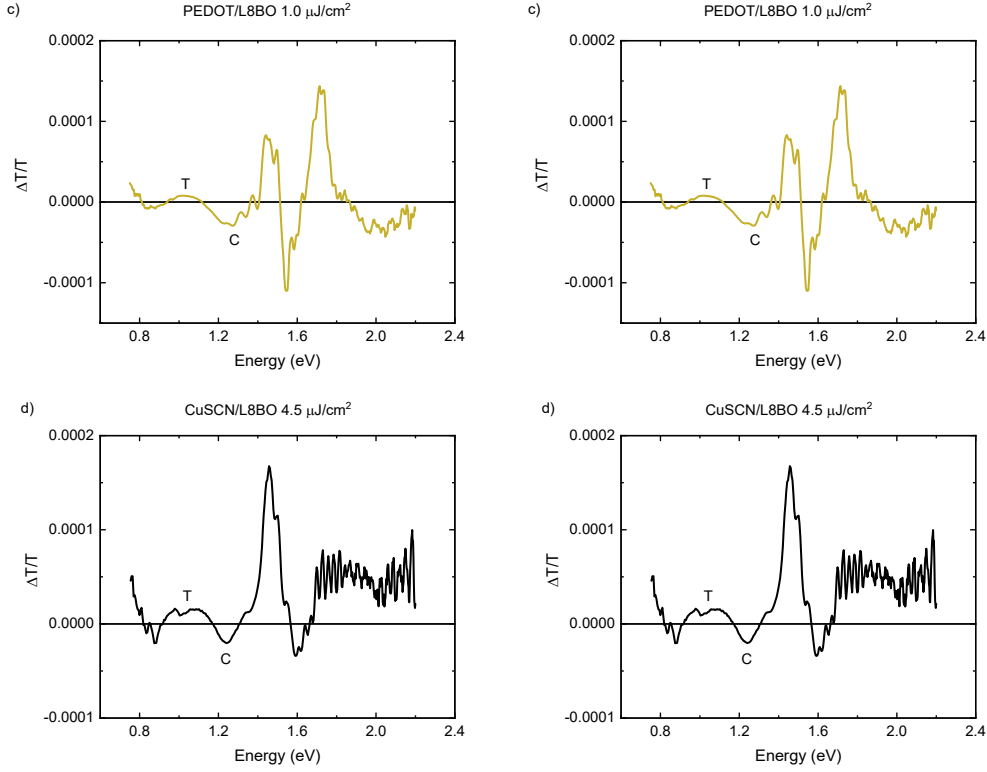 c)
PEDOT/L8BO 1.0 μJ/cm²
0.0002
0.0001
0.0000
-0.0001
ΔT/T
T
C
0.8 1.2 1.6 2.0 2.4
Energy (eV)
c)
PEDOT/L8BO 1.0 μJ/cm²
0.0002
0.0001
0.0000
-0.0001
ΔT/T
T
C
0.8 1.2 1.6 2.0 2.4
Energy (eV)
d)
CuSCN/L8BO 4.5 μJ/cm²
0.0002
0.0001
0.0000
-0.0001
ΔT/T
T
C
0.8 1.2 1.6 2.0 2.4
Energy (eV)
d)
CuSCN/L8BO 4.5 μJ/cm²
0.0002
0.0001
0.0000
-0.0001
ΔT/T
T
C
0.8 1.2 1.6 2.0 2.4
Energy (eV)